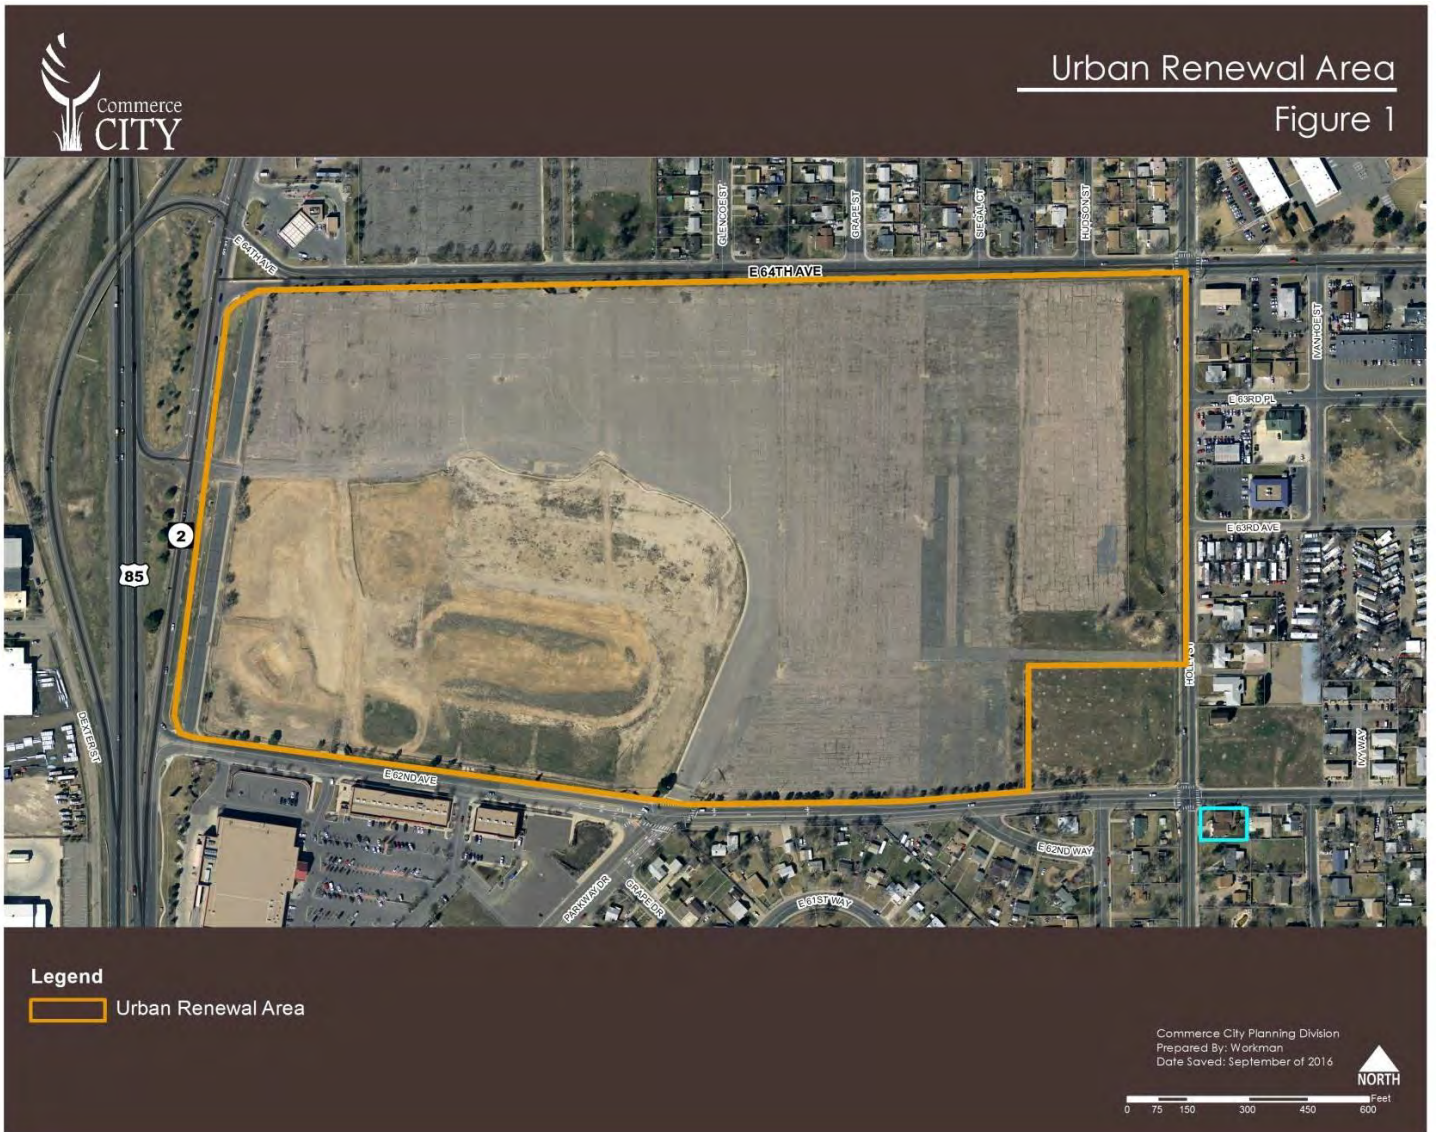 Commerce
CITY
Urban Renewal Area
Figure 1
E 64TH AVE
GLENCOE ST
GRAPE ST
SIEGAL CT
HUDSON ST
E 64TH AVE
IVANHOE ST
E 63RD PL
E 63RD AVE
2
85
HOLLY ST
DEXTER ST
IVY WAY
E 62ND AVE
E 62ND WAY
PARKWAY DR
GRAPE DR
E 61ST WAY
Legend
Urban Renewal Area
Commerce City Planning Division
Prepared By: Workman
Date Saved: September of 2016
NORTH
Feet
0 75 150 300 450 600